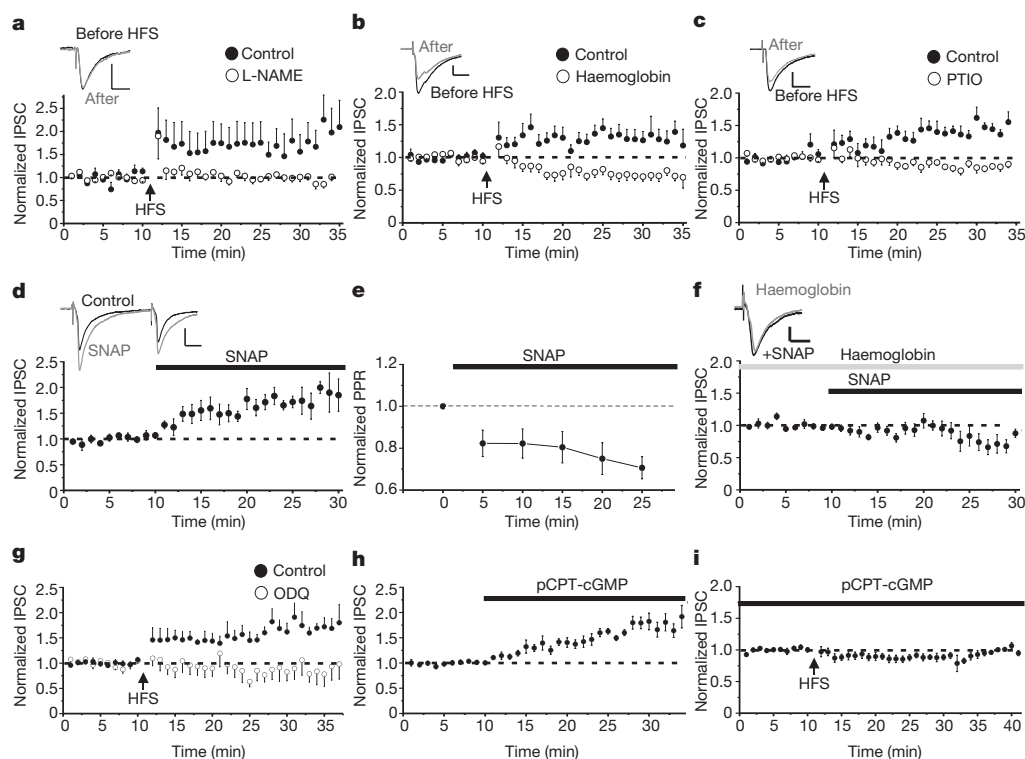 a
Before HFS
After
Control
L-NAME
Normalized IPSC
2.5
2.0
1.5
1.0
0.5
0
HFS
0 5 10 15 20 25 30 35
Time (min)
b
After
Before HFS
Control
Haemoglobin
Normalized IPSC
2.0
1.5
1.0
0.5
0
HFS
0 5 10 15 20 25 30 35
Time (min)
c
After
Before HFS
Control
PTIO
Normalized IPSC
2.0
1.5
1.0
0.5
0
HFS
0 5 10 15 20 25 30 35
Time (min)
d
Control
SNAP
SNAP
Normalized IPSC
2.5
2.0
1.5
1.0
0.5
0
0 5 10 15 20 25 30
Time (min)
e
SNAP
Normalized PPR
1.2
1.0
0.8
0.6
0 5 10 15 20 25
Time (min)
f
Haemoglobin
+SNAP
Haemoglobin
SNAP
Normalized IPSC
2.0
1.5
1.0
0.5
0
0 10 20 30
Time (min)
g
Control
ODQ
Normalized IPSC
2.5
2.0
1.5
1.0
0.5
0
HFS
0 5 10 15 20 25 30 35
Time (min)
h
pCPT-cGMP
Normalized IPSC
2.5
2.0
1.5
1.0
0.5
0
0 5 10 15 20 25 30
Time (min)
i
pCPT-cGMP
Normalized IPSC
2.0
1.5
1.0
0.5
0
HFS
0 5 10 15 20 25 30 35 40
Time (min)